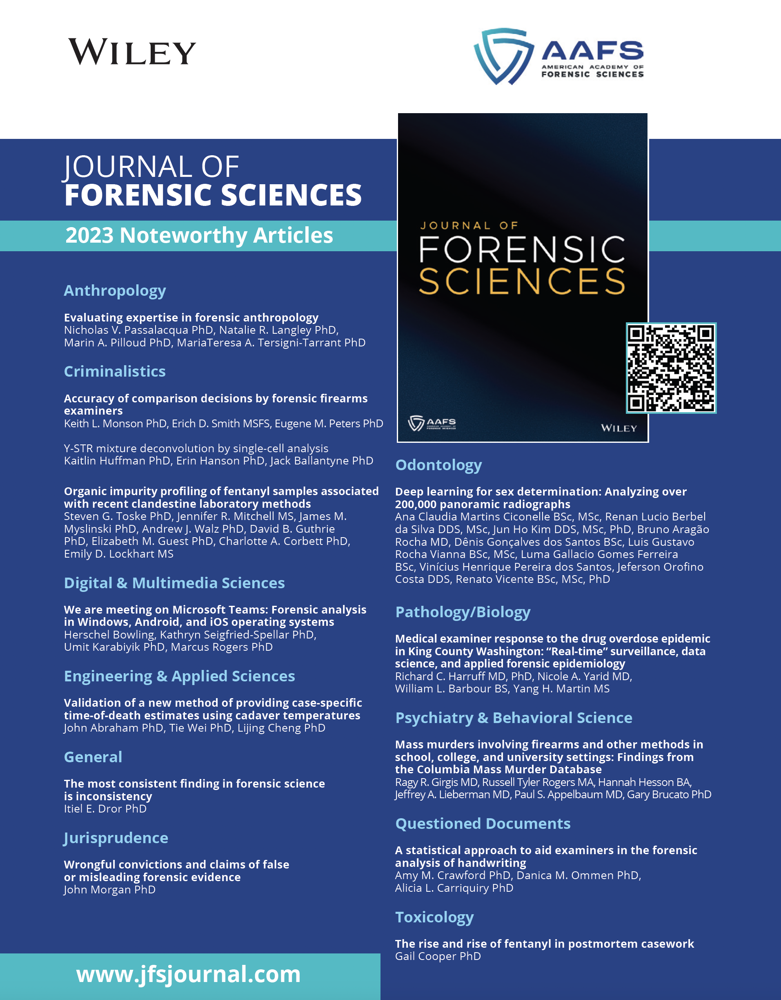 WILEY
AAFS
AMERICAN ACADEMY OF
FORENSIC SCIENCES
JOURNAL OF
FORENSIC SCIENCES
2023 Noteworthy Articles
JOURNAL OF
FORENSIC
SCIENCES
AAFS
AMERICAN ACADEMY OF
FORENSIC SCIENCES
WILEY
Anthropology
Evaluating expertise in forensic anthropology
Nicholas V. Passalacqua PhD, Natalie R. Langley PhD,
Marin A. Pilloud PhD, MariaTeresa A. Tersigni-Tarrant PhD
Criminalistics
Accuracy of comparison decisions by forensic firearms
examiners
Keith L. Monson PhD, Erich D. Smith MSFS, Eugene M. Peters PhD
Y-STR mixture deconvolution by single-cell analysis
Kaitlin Huffman PhD, Erin Hanson PhD, Jack Ballantyne PhD
Organic impurity profiling of fentanyl samples associated
with recent clandestine laboratory methods
Steven G. Toske PhD, Jennifer R. Mitchell MS, James M.
Myslinski PhD, Andrew J. Walz PhD, David B. Guthrie
PhD, Elizabeth M. Guest PhD, Charlotte A. Corbett PhD,
Emily D. Lockhart MS
Digital & Multimedia Sciences
We are meeting on Microsoft Teams: Forensic analysis
in Windows, Android, and iOS operating systems
Herschel Bowling, Kathryn Seigfried-Spellar PhD,
Umit Karabiyik PhD, Marcus Rogers PhD
Engineering & Applied Sciences
Validation of a new method of providing case-specific
time-of-death estimates using cadaver temperatures
John Abraham PhD, Tie Wei PhD, Lijing Cheng PhD
General
The most consistent finding in forensic science
is inconsistency
Itiel E. Dror PhD
Jurisprudence
Wrongful convictions and claims of false
or misleading forensic evidence
John Morgan PhD
www.jfsjournal.com
Odontology
Deep learning for sex determination: Analyzing over
200,000 panoramic radiographs
Ana Claudia Martins Ciconelle BSc, MSc, Renan Lucio Berbel
da Silva DDS, MSc, Jun Ho Kim DDS, MSc, PhD, Bruno Aragão
Rocha MD, Dênis Gonçalves dos Santos BSc, Luis Gustavo
Rocha Vianna BSc, MSc, Luma Gallacio Gomes Ferreira
BSc, Vinícius Henrique Pereira dos Santos, Jeferson Orofino
Costa DDS, Renato Vicente BSc, MSc, PhD
Pathology/Biology
Medical examiner response to the drug overdose epidemic
in King County Washington: “Real-time” surveillance, data
science, and applied forensic epidemiology
Richard C. Harruff MD, PhD, Nicole A. Yarid MD,
William L. Barbour BS, Yang H. Martin MS
Psychiatry & Behavioral Science
Mass murders involving firearms and other methods in
school, college, and university settings: Findings from
the Columbia Mass Murder Database
Ragy R. Girgis MD, Russell Tyler Rogers MA, Hannah Hesson BA,
Jeffrey A. Lieberman MD, Paul S. Appelbaum MD, Gary Brucato PhD
Questioned Documents
A statistical approach to aid examiners in the forensic
analysis of handwriting
Amy M. Crawford PhD, Danica M. Ommen PhD,
Alicia L. Carriquiry PhD
Toxicology
The rise and rise of fentanyl in postmortem casework
Gail Cooper PhD